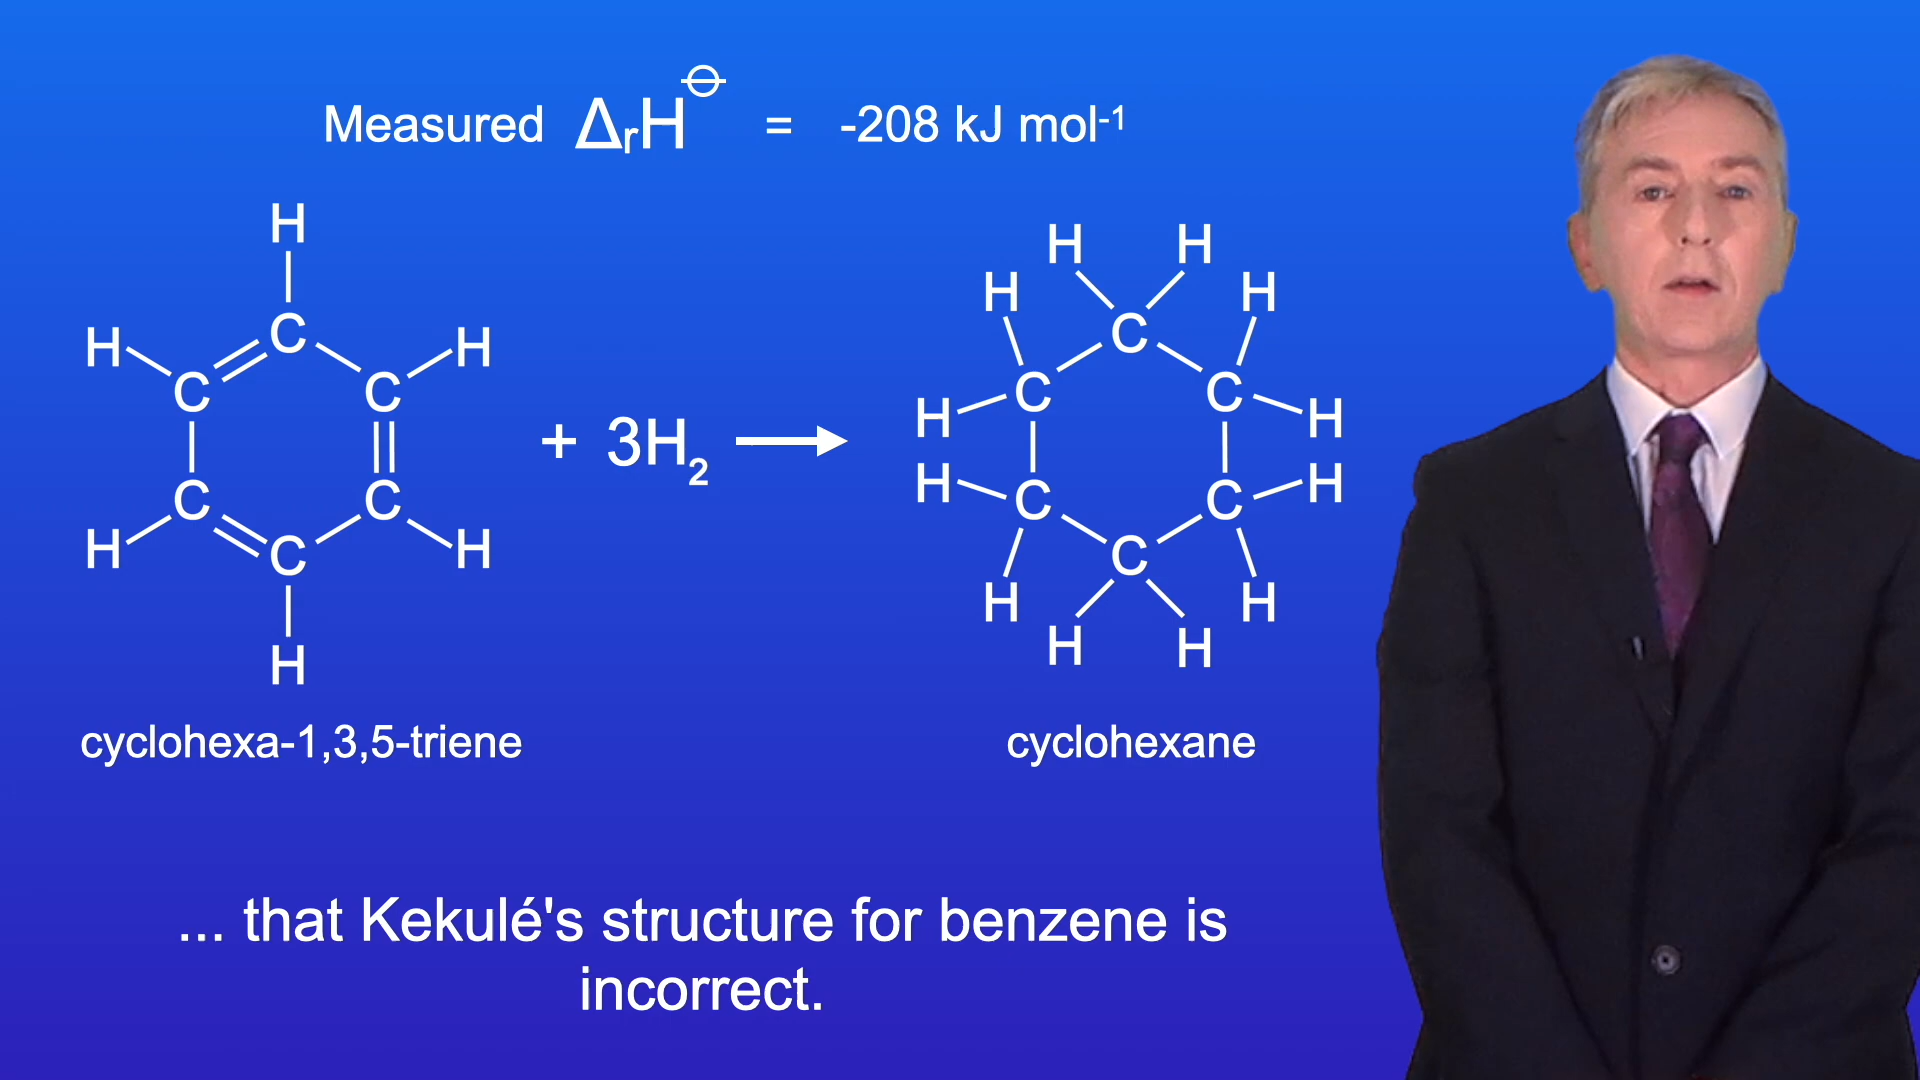 Measured ΔrH⦵ = -208 kJ mol⁻¹
H
H H
C
C C
C C
C
H H
H
+ 3H₂
H H
H H
C
C C
H H
H H
C C
C
H H
H H
cyclohexa-1,3,5-triene
cyclohexane
... that Kekulé's structure for benzene is
incorrect.